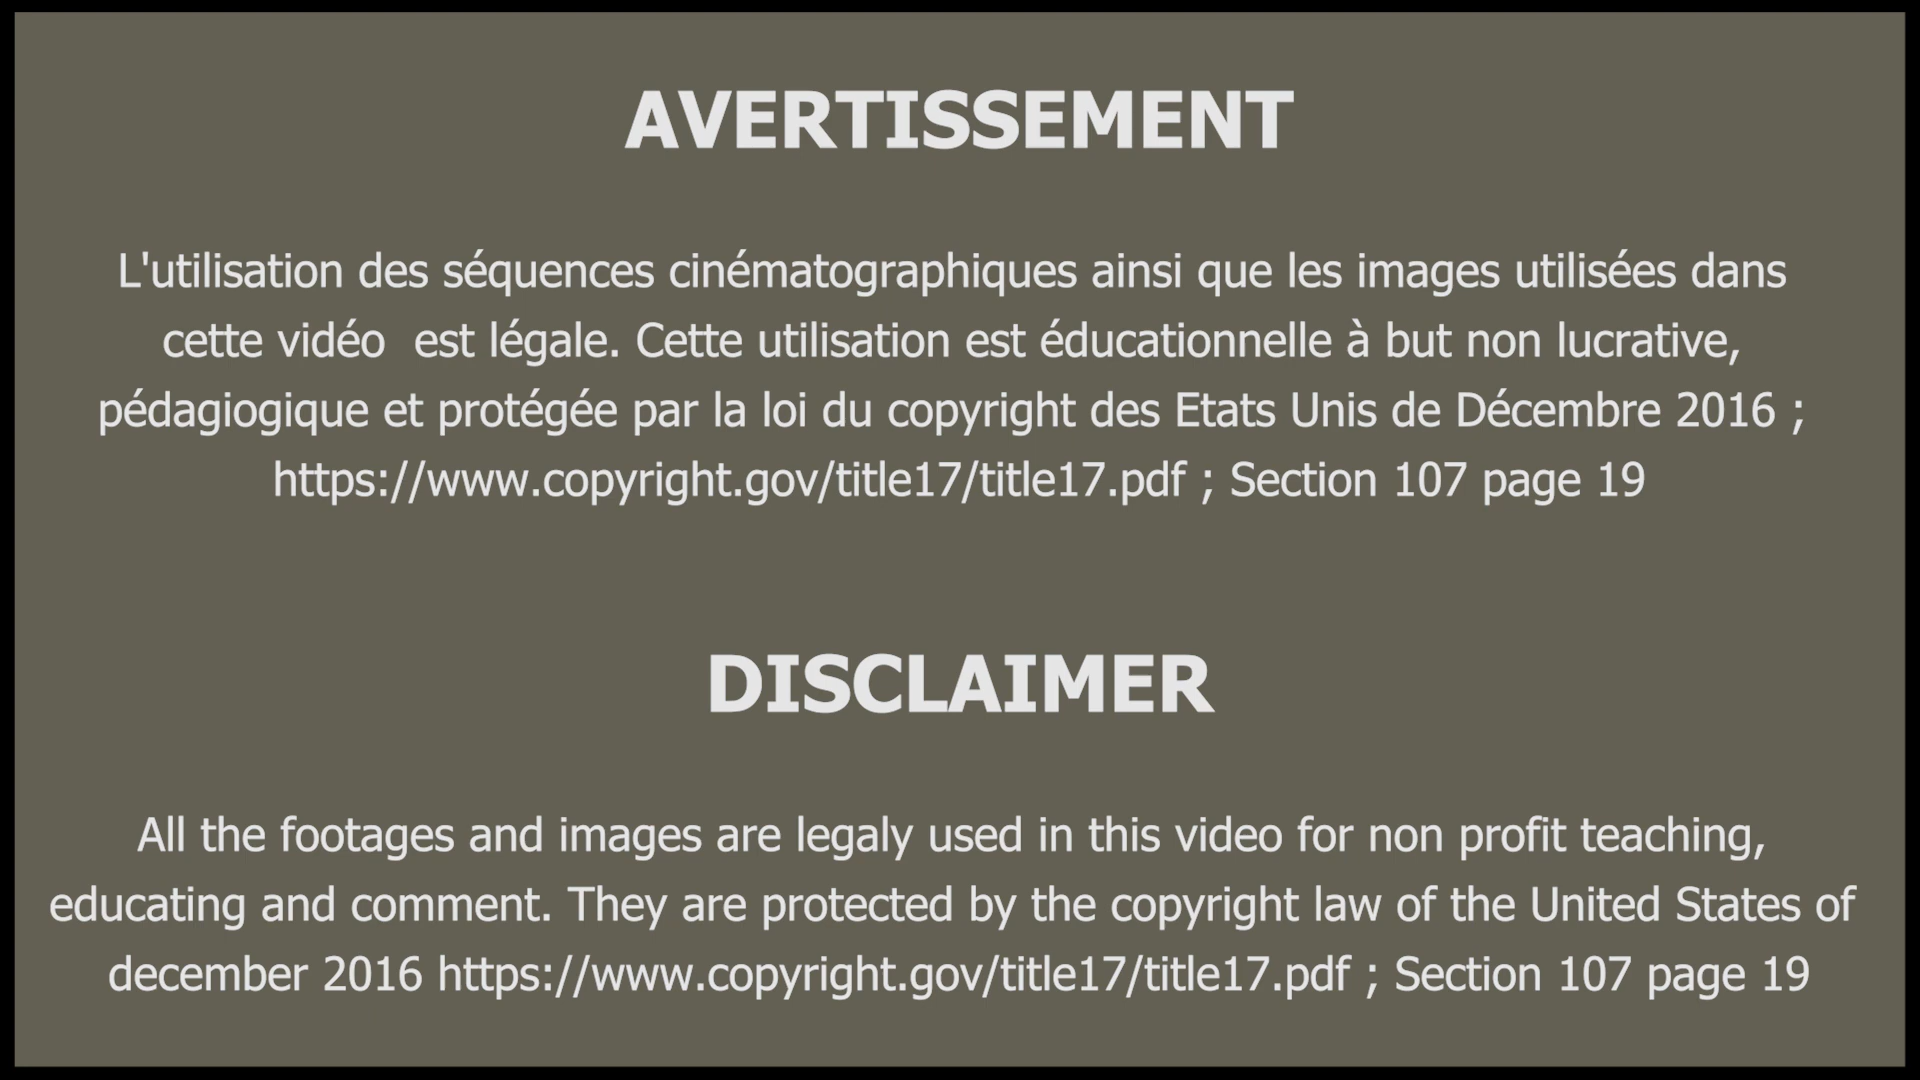 AVERTISSEMENT
L'utilisation des séquences cinématographiques ainsi que les images utilisées dans
cette vidéo  est légale. Cette utilisation est éducationnelle à but non lucrative,
pédagiogique et protégée par la loi du copyright des Etats Unis de Décembre 2016 ;
https://www.copyright.gov/title17/title17.pdf ; Section 107 page 19
DISCLAIMER
All the footages and images are legaly used in this video for non profit teaching,
educating and comment. They are protected by the copyright law of the United States of
december 2016 https://www.copyright.gov/title17/title17.pdf ; Section 107 page 19